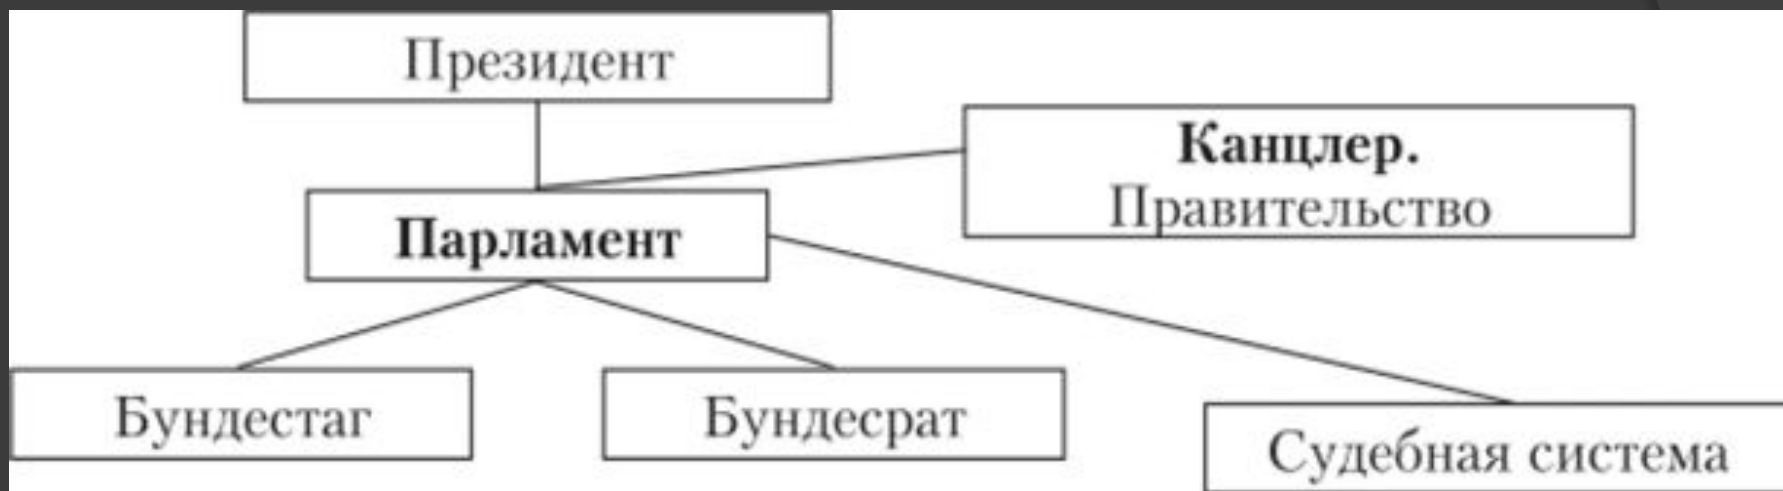 Президент
Канцлер.
Правительство
Парламент
Бундестаг
Бундесрат
Судебная система